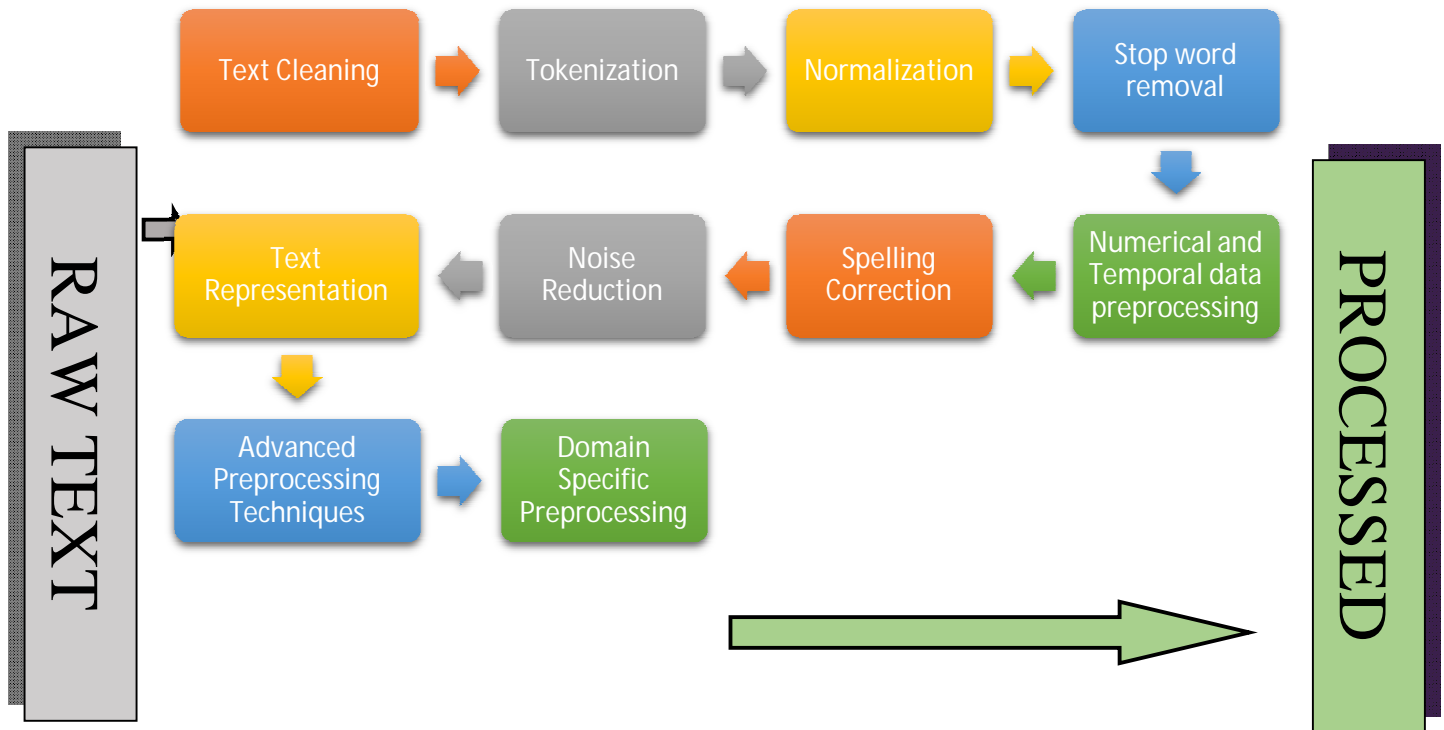 RAW TEXT
Text Cleaning
Tokenization
Normalization
Stop word
removal
Numerical and
Temporal data
preprocessing
Spelling
Correction
Noise
Reduction
Text
Representation
Advanced
Preprocessing
Techniques
Domain
Specific
Preprocessing
PROCESSED